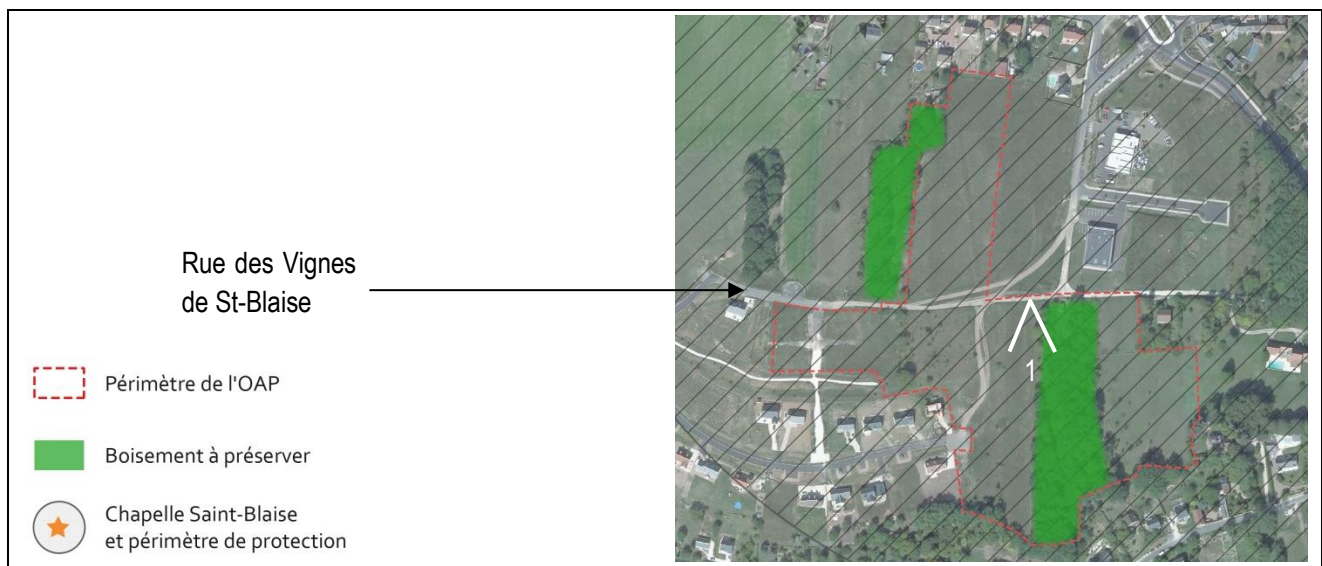 Rue des Vignes
de St-Blaise
Périmètre de l'OAP
Boisement à préserver
Chapelle Saint-Blaise
et périmètre de protection
1